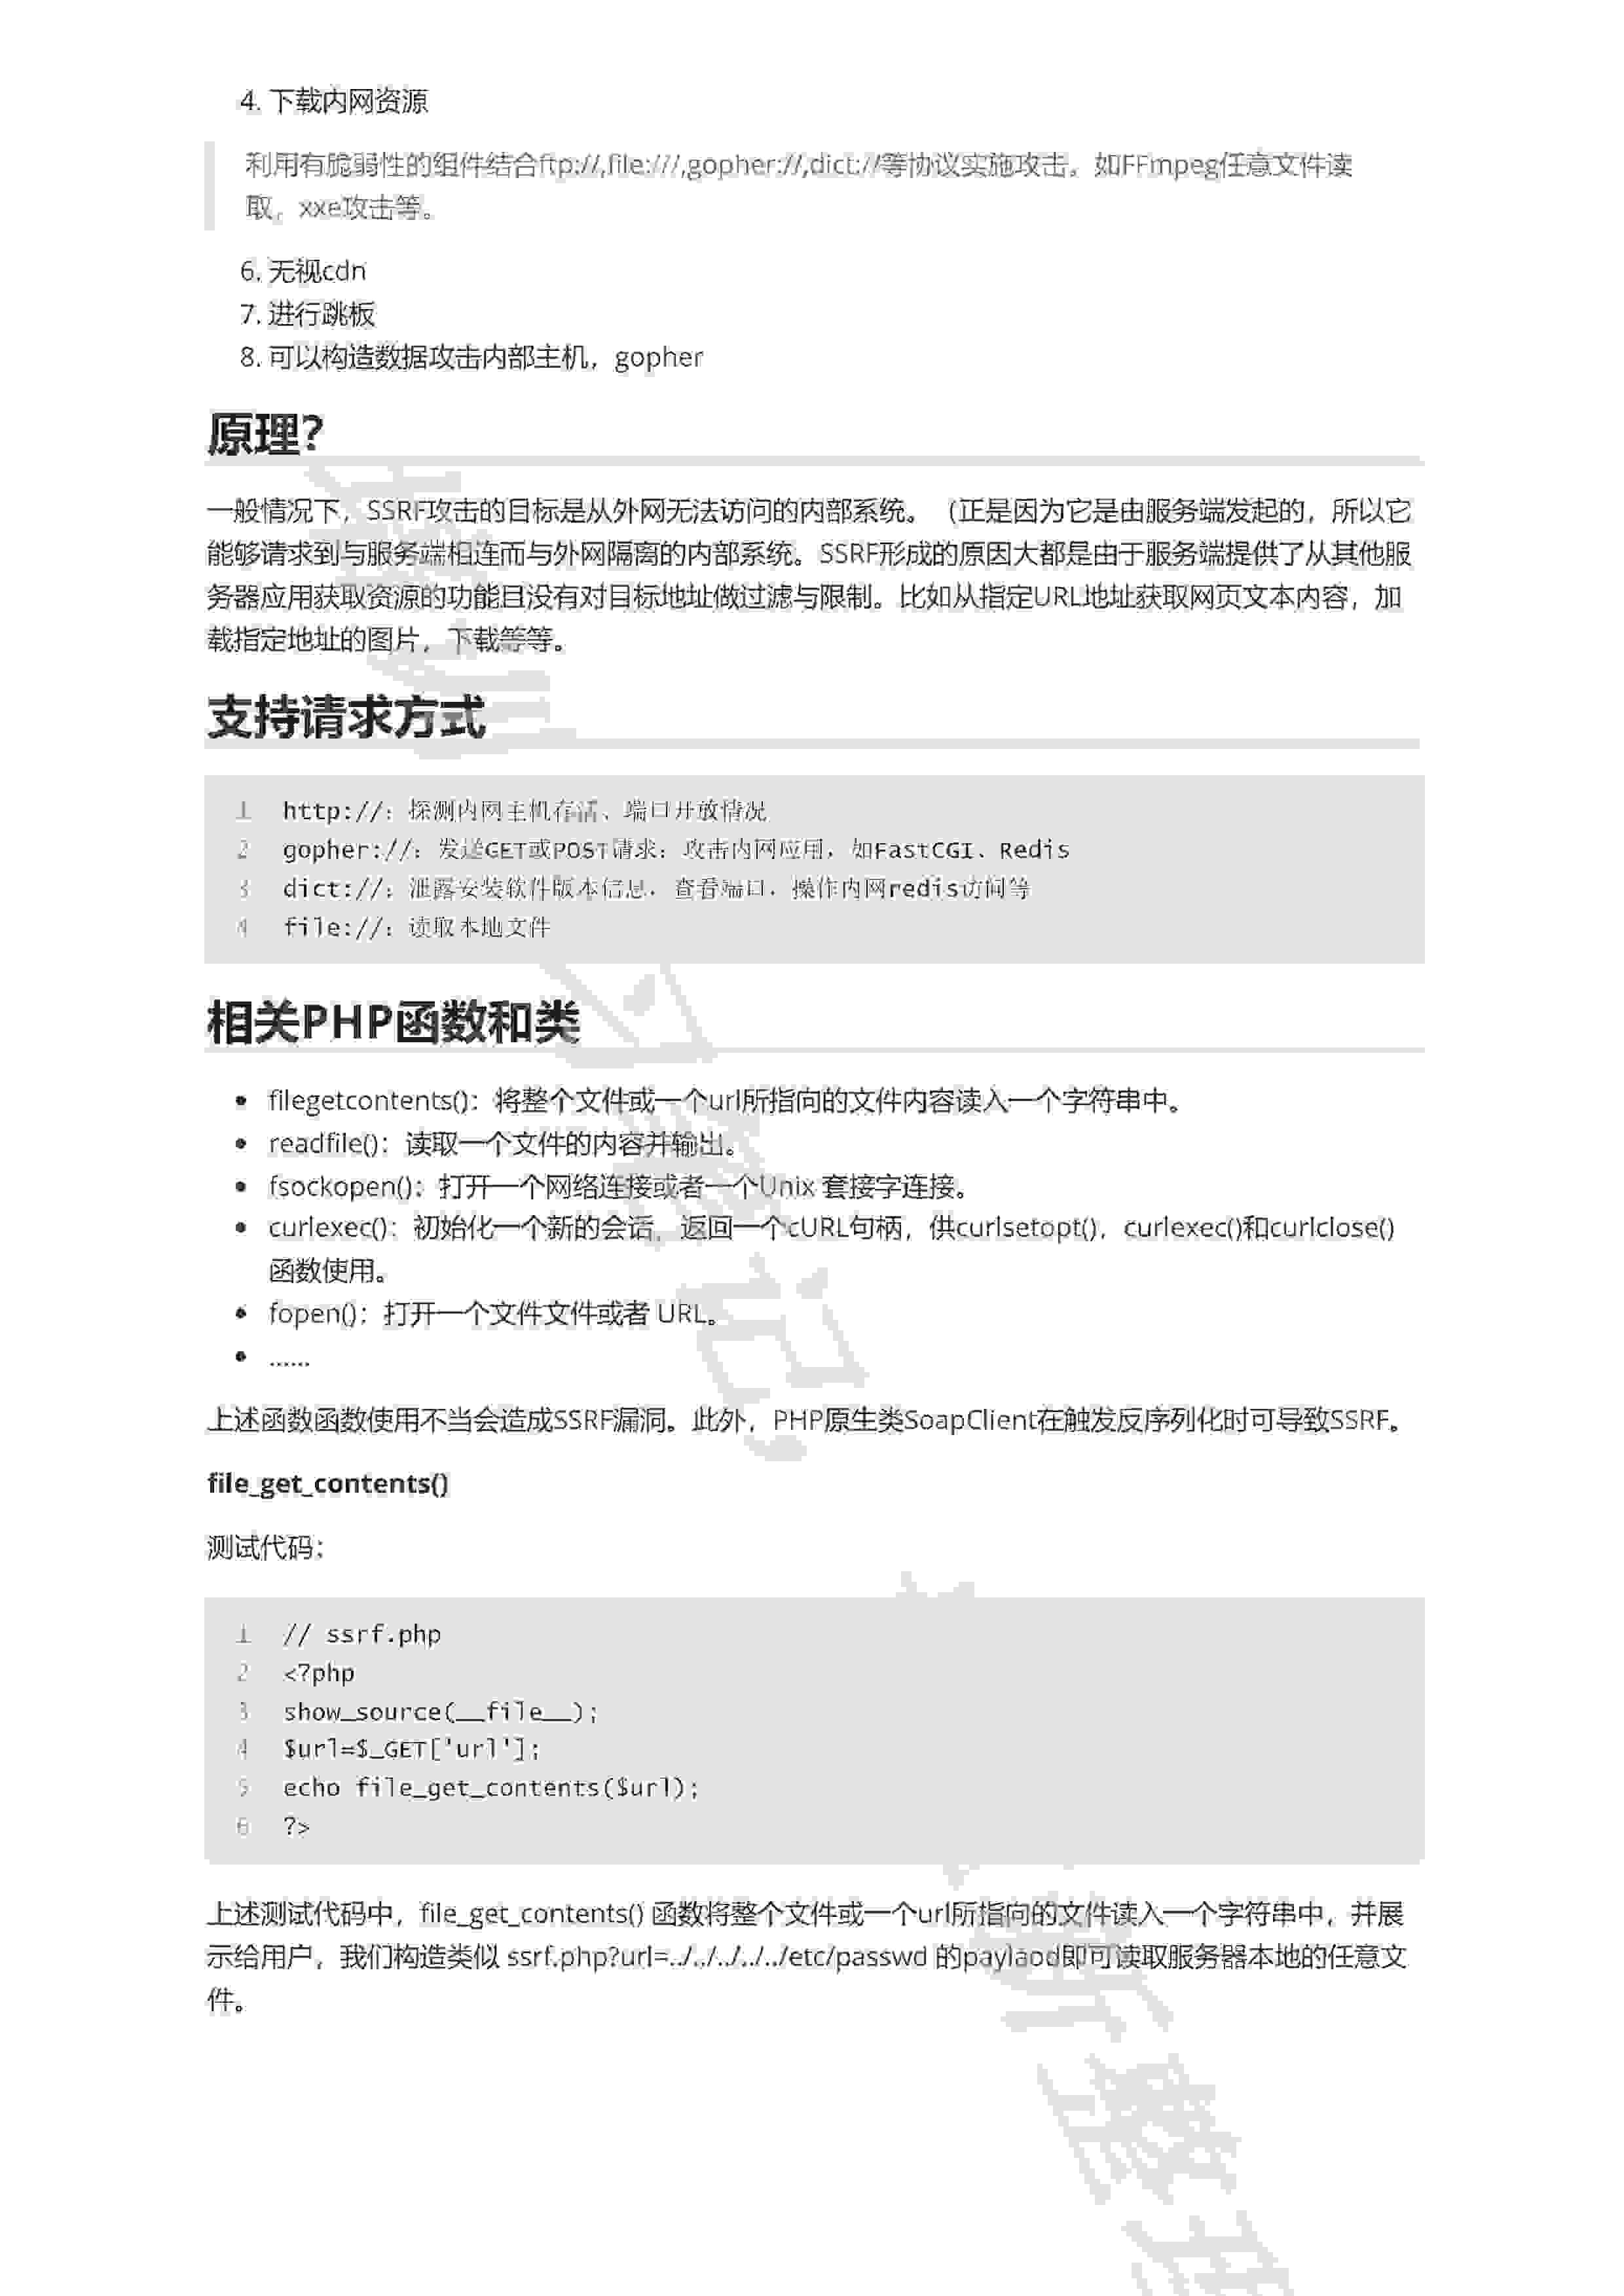 4. 下载内网资源
利用有脆弱性的组件结合ftp://,file:///,gopher://,dict://等协议实施攻击。如FFmpeg任意文件读
取，xxe攻击等。
6. 无视cdn
7. 进行跳板
8. 可以构造数据攻击内部主机，gopher
原理？
一般情况下，SSRF攻击的目标是从外网无法访问的内部系统。（正是因为它是由服务端发起的，所以它
能够请求到与服务端相连而与外网隔离的内部系统。SSRF形成的原因大都是由于服务端提供了从其他服
务器应用获取资源的功能且没有对目标地址做过滤与限制。比如从指定URL地址获取网页文本内容，加
载指定地址的图片，下载等等。
支持请求方式
1 http://：探测内网主机存活、端口开放情况
2 gopher://：发送GET或POST请求；攻击内网应用，如FastCGI、Redis
3 dict://：泄露安装软件版本信息，查看端口，操作内网redis访问等
4 file://：读取本地文件
相关PHP函数和类
• filegetcontents()：将整个文件或一个url所指向的文件内容读入一个字符串中。
• readfile()：读取一个文件的内容并输出。
• fsockopen()：打开一个网络连接或者一个Unix 套接字连接。
• curlexec()：初始化一个新的会话，返回一个cURL句柄，供curlsetopt()，curlexec()和curlclose()
函数使用。
• fopen()：打开一个文件文件或者 URL。
• ......
上述函数函数使用不当会造成SSRF漏洞。此外，PHP原生类SoapClient在触发反序列化时可导致SSRF。
file_get_contents()
测试代码：
1 // ssrf.php
2 <?php
3 show_source(__file__);
4 $url=$_GET['url'];
5 echo file_get_contents($url);
6 ?>
上述测试代码中，file_get_contents() 函数将整个文件或一个url所指向的文件读入一个字符串中，并展
示给用户，我们构造类似 ssrf.php?url=../../../../../etc/passwd 的paylaod即可读取服务器本地的任意文
件。